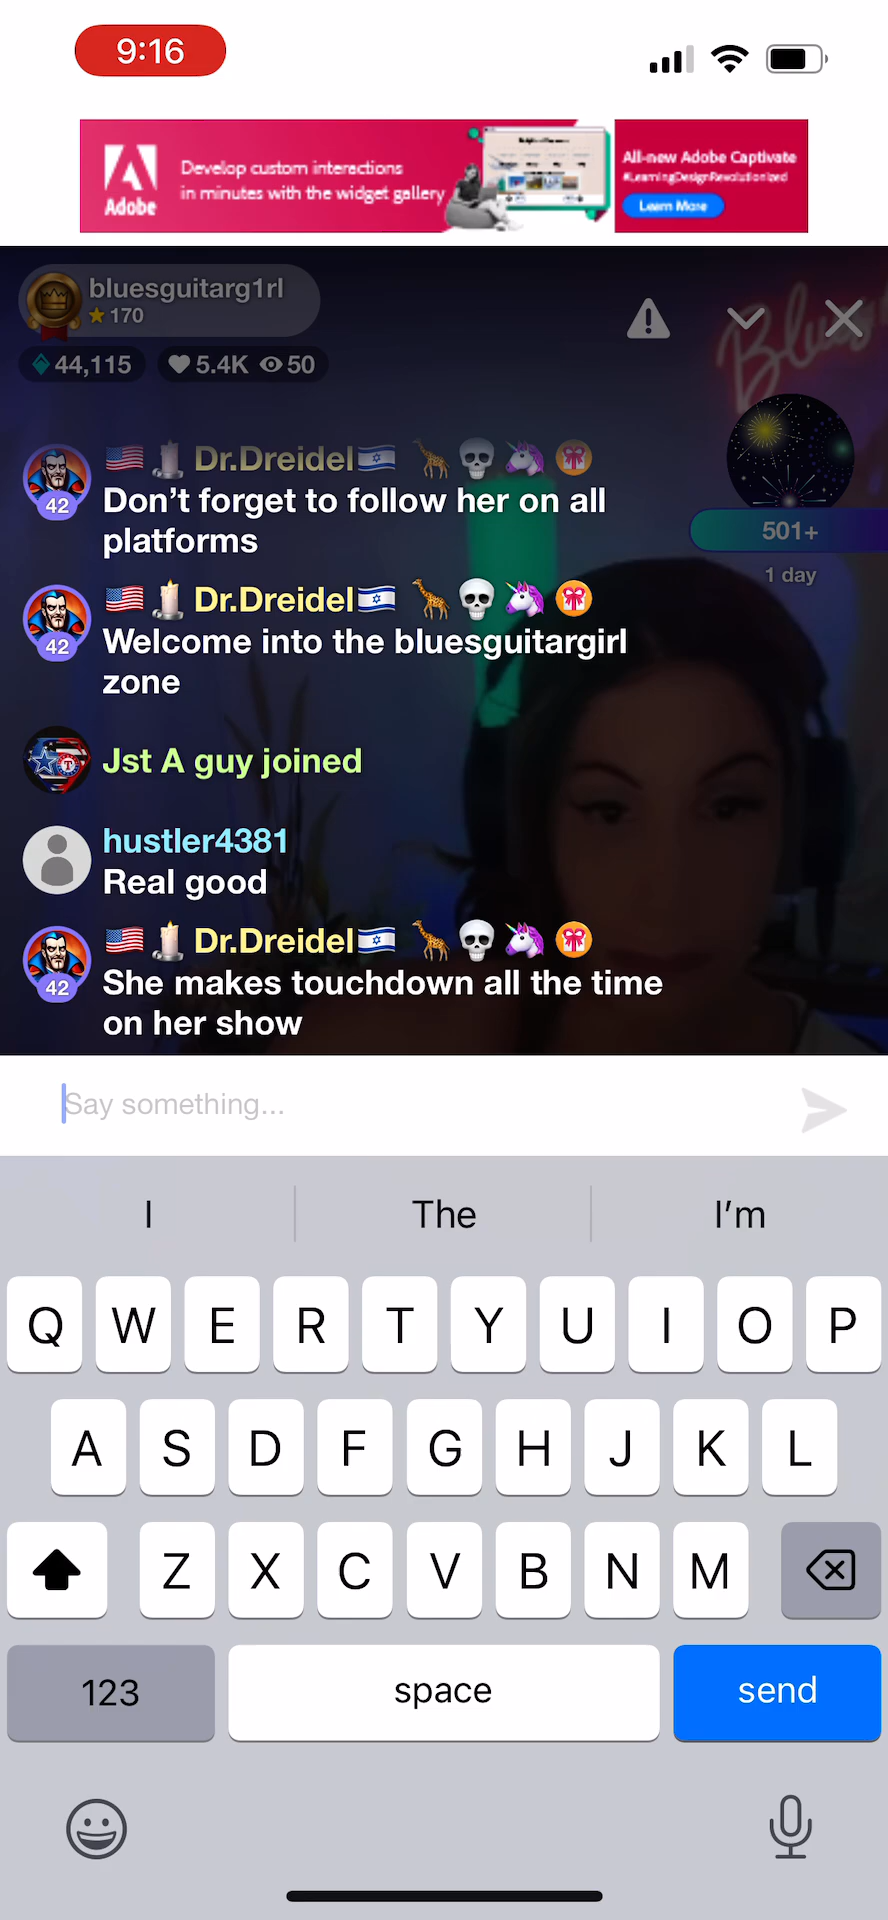 9:16
Adobe
Develop custom interactions
in minutes with the widget gallery
All-new Adobe Captivate
#LearningDesignRevolutionized
Learn More
bluesguitarg1rl
170
44,115 5.4K 50
Blues
501+
1 day
42
Dr.Dreidel
Don’t forget to follow her on all
platforms
42
Dr.Dreidel
Welcome into the bluesguitargirl
zone
Jst A guy joined
hustler4381
Real good
42
Dr.Dreidel
She makes touchdown all the time
on her show
Say something...
I The I’m
Q W E R T Y U I O P
A S D F G H J K L
Z X C V B N M
123 space send